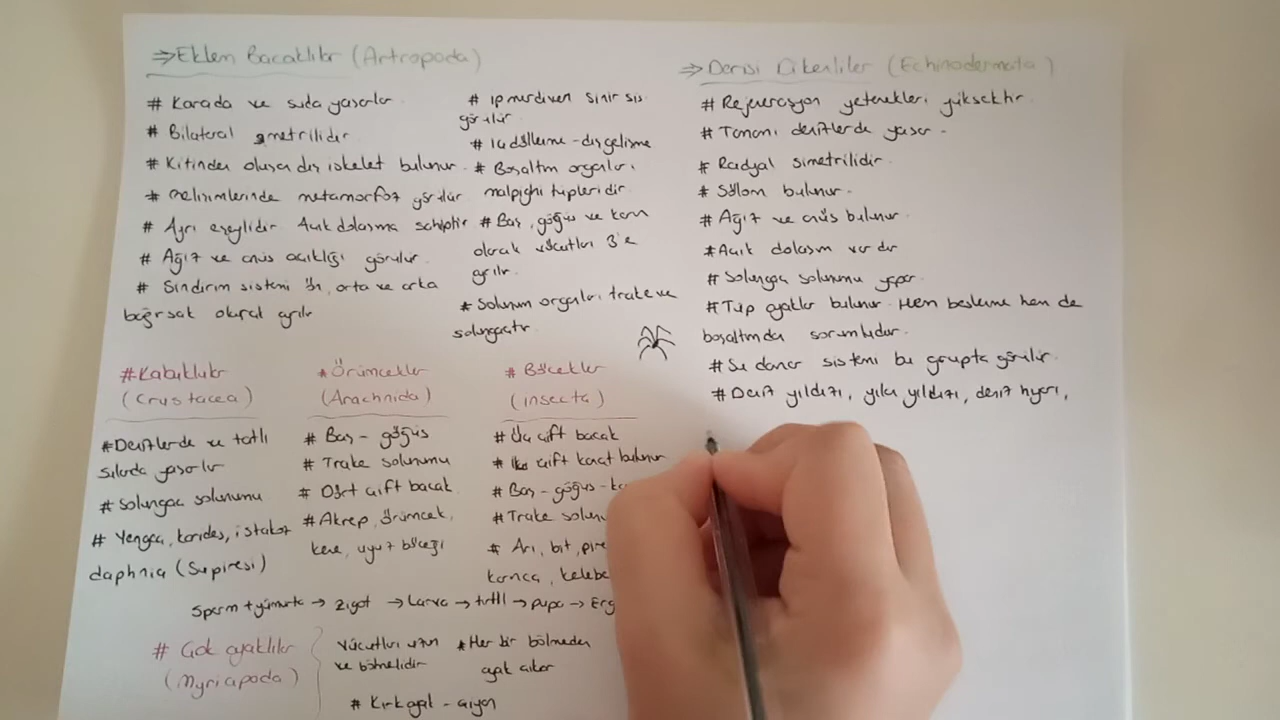 ⇒Eklem Bacaklılar (Artropoda)
# Karada ve suda yaşarlar.
# Bilateral simetrilidir.
# Kitinden oluşan dış iskelet bulunur.
# Gelişimlerinde metamorfoz görülür
# Ayrı eşeylidir Açık dolaşıma sahiptir
# Ağız ve anüs açıklığı görülür.
# Sindirim sistemi ön, orta ve arka
bağırsak olarak ayrılır
# ip merdiven sinir sis.
görülür.
# İç dölleme - dış gelişme
# Boşaltım organları
malpighi tüpleridir.
# Baş, göğüs ve karın
olarak vücutları 3'e
ayrılır.
* Solunum organları trake ve
solungaçtır.
# Kabuklular
(Crustacea)
* Denizlerde ve tatlı
sularda yaşarlar
# Solungaç solunumu
# Yengeç, karides, istakoz
daphnia (Su piresi)
* Örümcekler
(Arachnida)
# Baş - göğüs
# Trake solunumu
# Dört çift bacak
# Akrep, örümcek,
kene, uyuz böceği
# Böcekler
(insecta)
# Üç çift bacak
# İki çift kanat bulunur
# Baş - göğüs - ka
# Trake solunu
# Arı, bit, pire
karınca, kelebe
Sperm + yumurta → Zigot → Larva → tırtıl → pupa → Erg
# Çok ayaklılar
(Myriapoda)
Vücutları uzun
ve bölmelidir
* Her bir bölmeden
ayak çıkar
# Kırkayak - çıyan
⇒ Derisi Dikenliler (Echinodermata)
# Rejenerasyon yetenekleri yüksektir.
# Tamamı denizlerde yaşar.
# Radyal simetrilidir.
# Sölom bulunur.
# Ağız ve anüs bulunur.
* Açık dolaşım vardır
# Solungaç solunumu yapar.
# Tüp ayaklar bulunur. Hem beslenme hem de
boşaltımda sorumludur.
# Su damar sistemi bu grupta görülür.
# Deniz yıldızı, yılan yıldızı, deniz hıyarı,